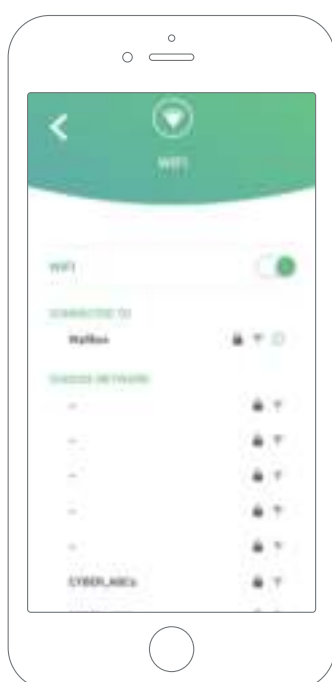 WIFI
WIFI
CONNECTED TO
Wallbox
CHOOSE NETWORK
--
--
--
--
--
CYBER_ABCs